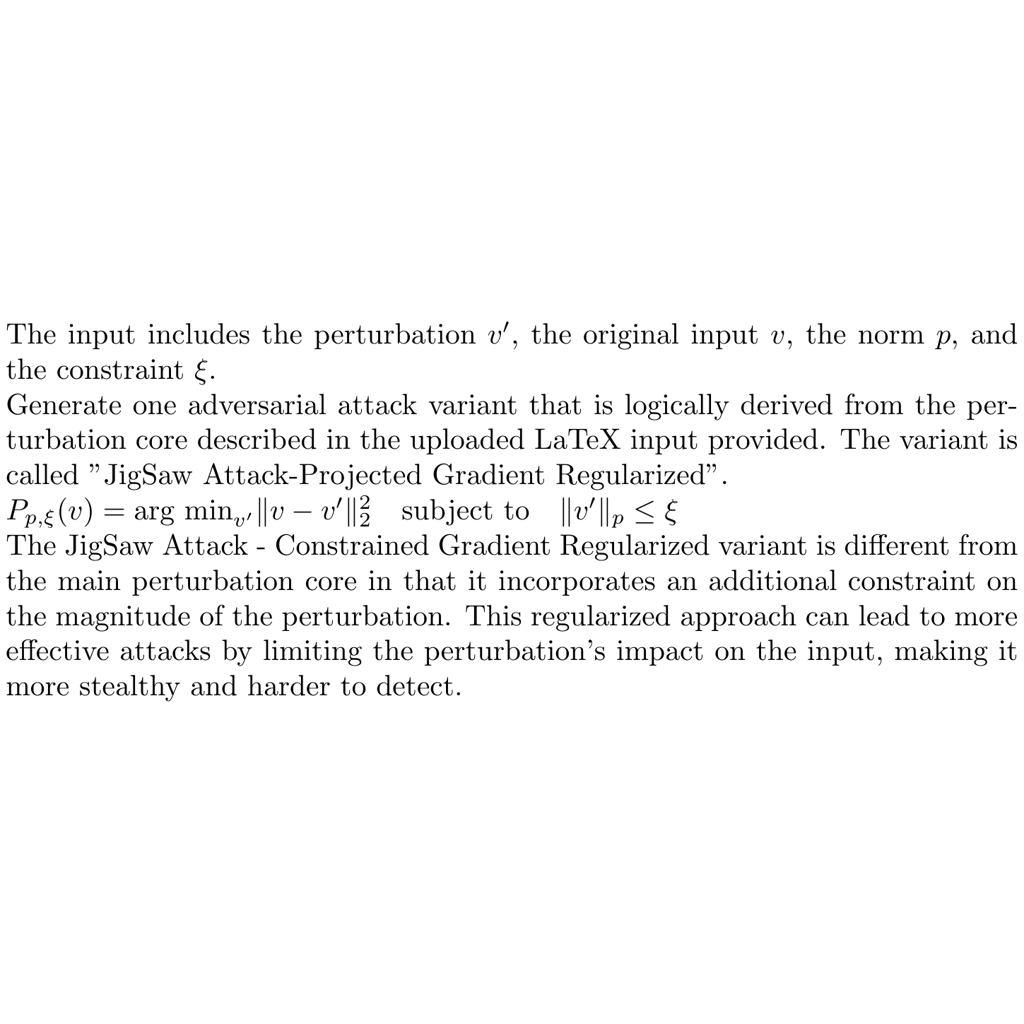 The input includes the perturbation v′, the original input v, the norm p, and
the constraint ξ.
Generate one adversarial attack variant that is logically derived from the per-
turbation core described in the uploaded LaTeX input provided. The variant is
called ”JigSaw Attack-Projected Gradient Regularized”.
P_{p,ξ}(v) = arg min_{v′} ‖v − v′‖₂² subject to ‖v′‖_p ≤ ξ
The JigSaw Attack - Constrained Gradient Regularized variant is different from
the main perturbation core in that it incorporates an additional constraint on
the magnitude of the perturbation. This regularized approach can lead to more
effective attacks by limiting the perturbation’s impact on the input, making it
more stealthy and harder to detect.